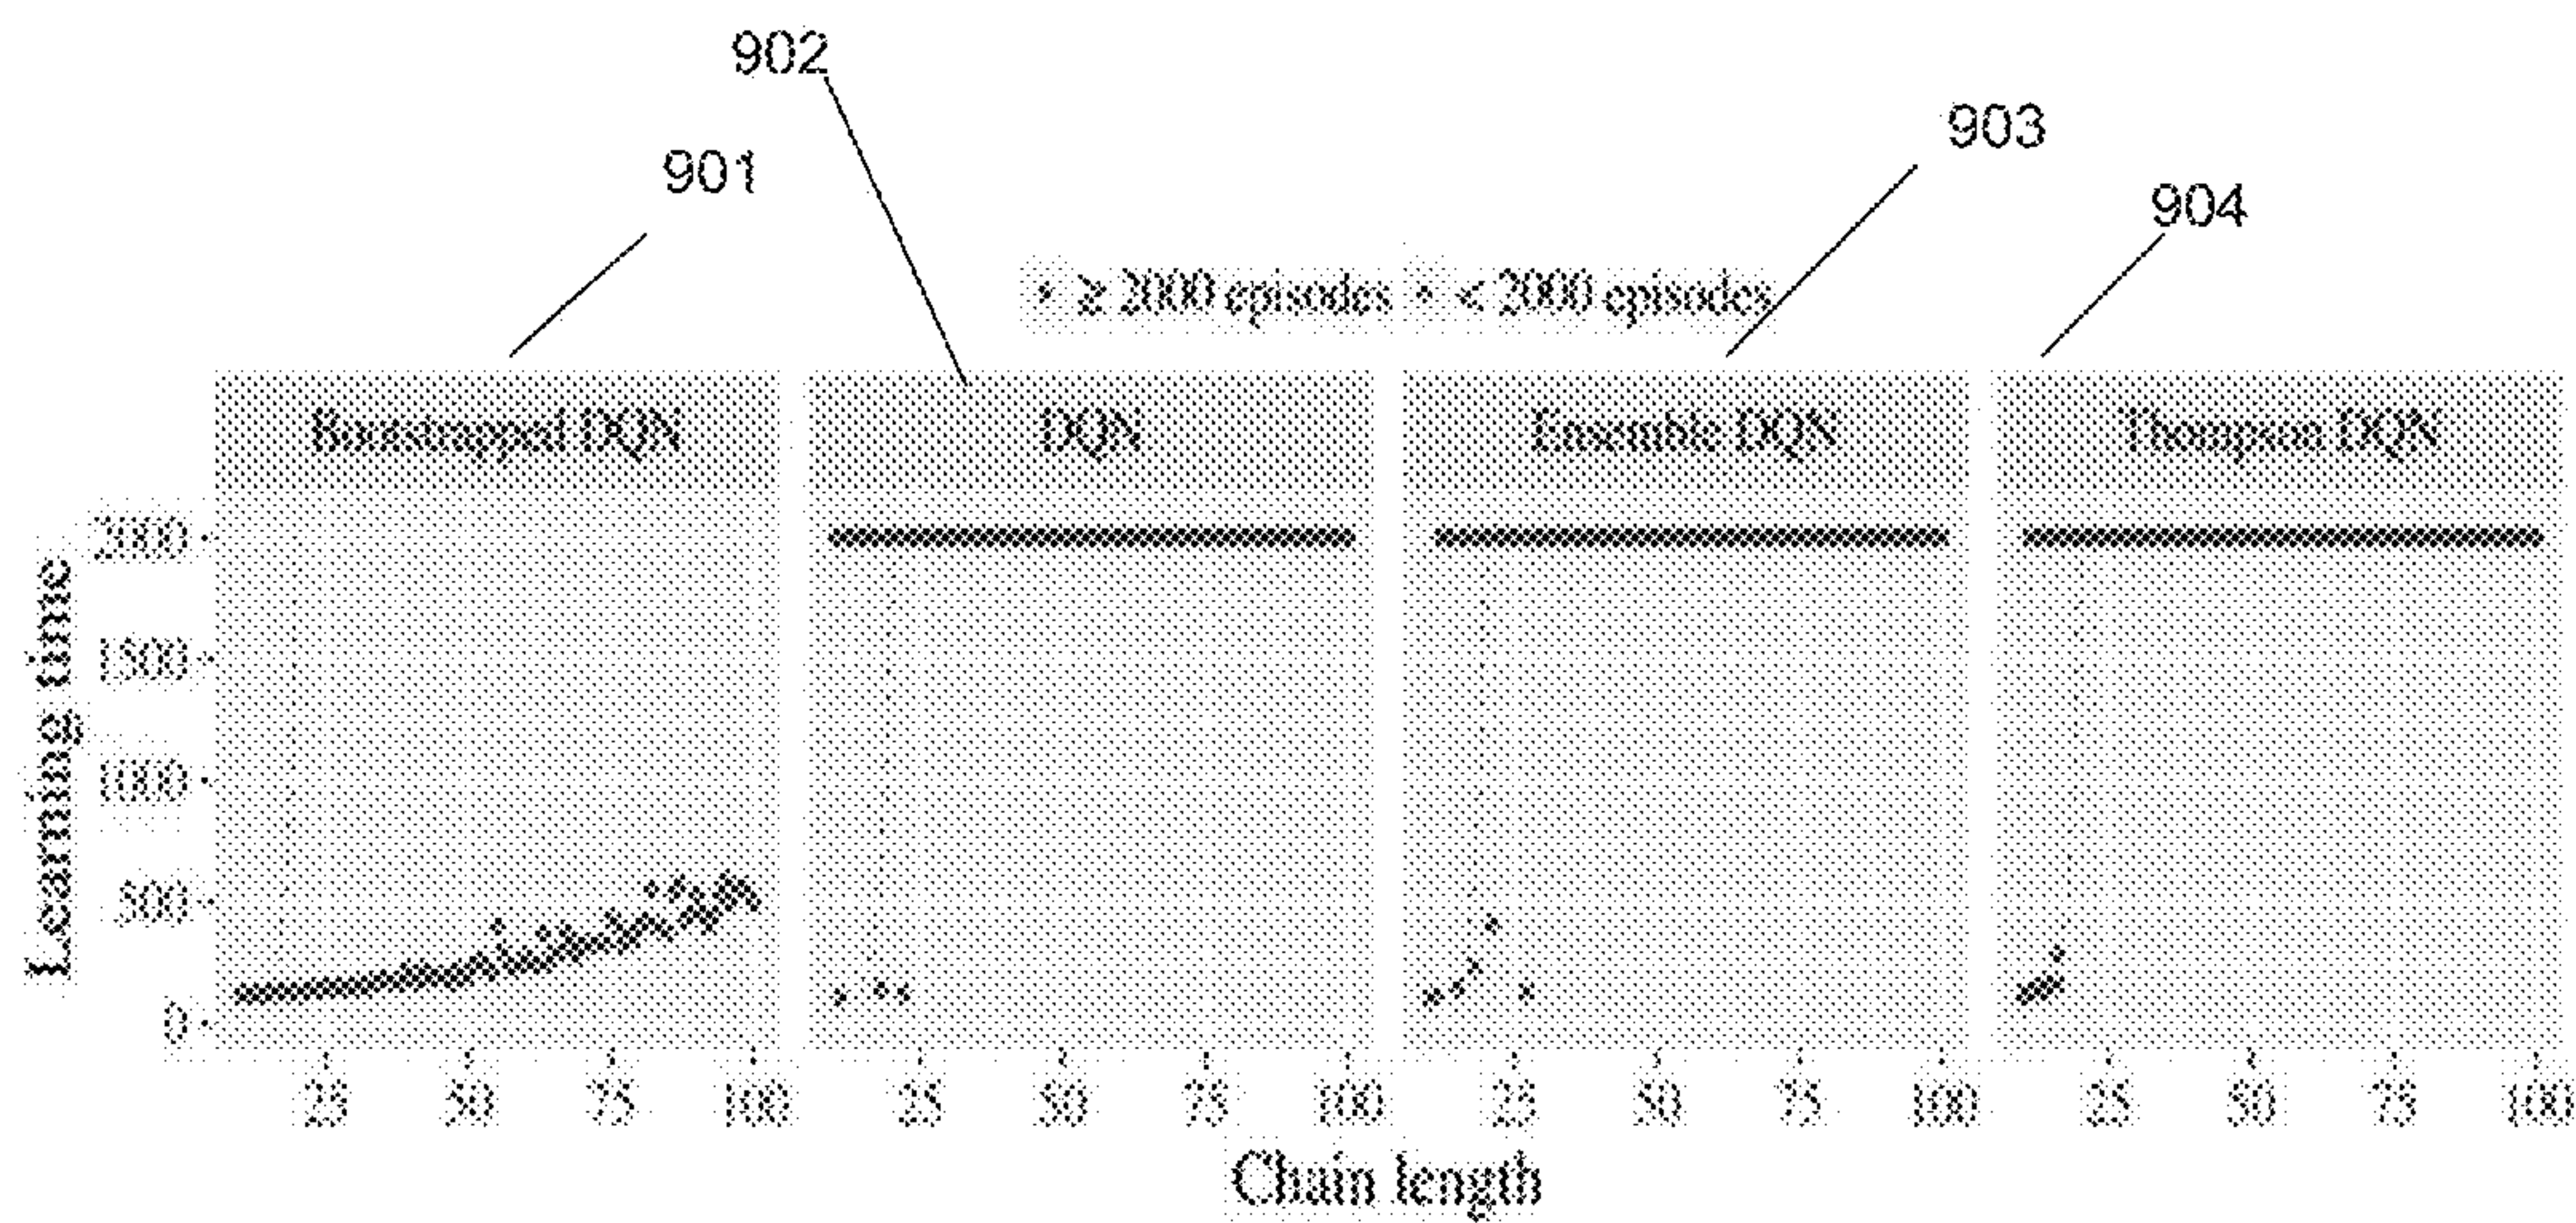 902
903
901
904
≥ 2000 episodes < 2000 episodes
Bootstrapped DQN DQN Ensemble DQN Thompson DQN
2000
1500
1000
500
0
Learning time
25 50 75 100 25 50 75 100 25 50 75 100 25 50 75 100
Chain length